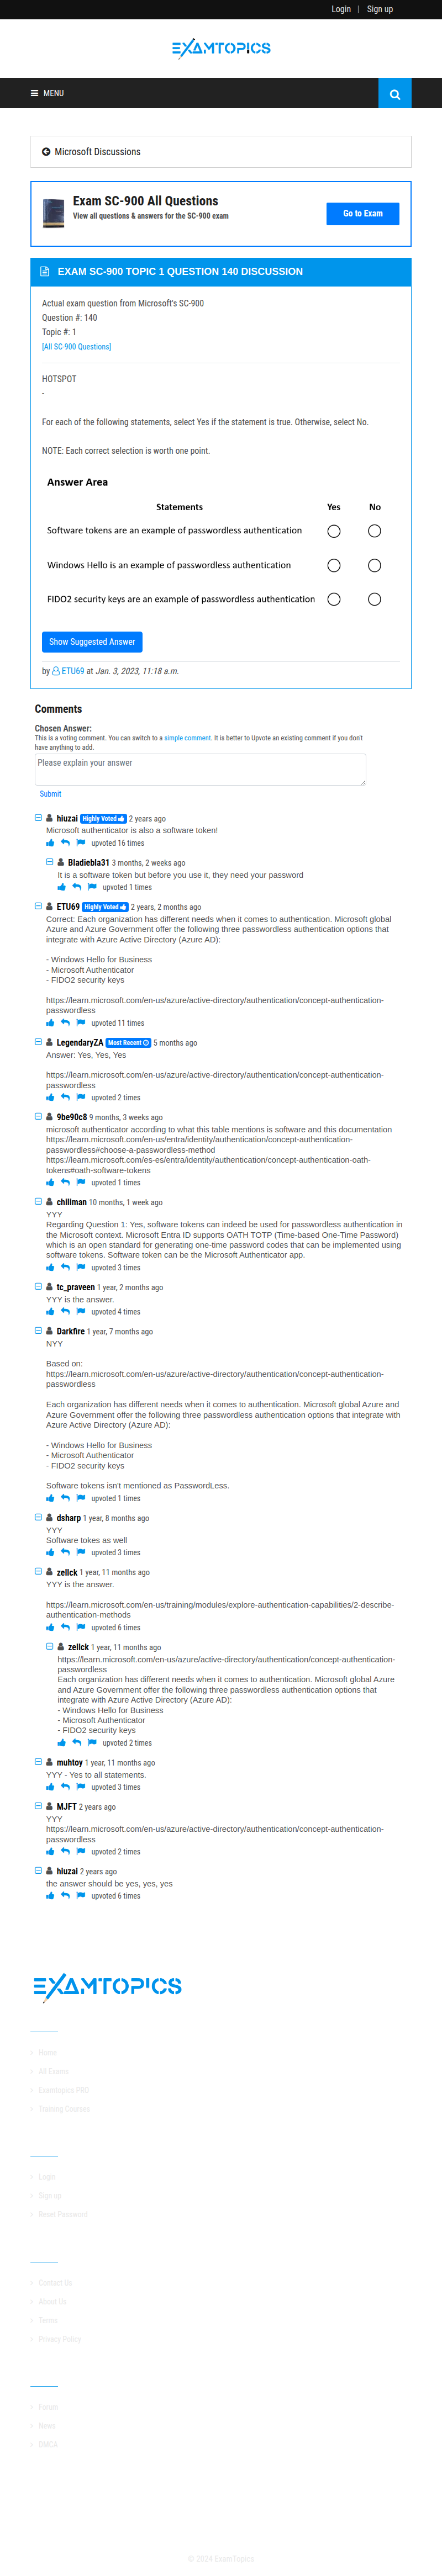 Login | Sign up
EXAMTOPICS
MENU
Microsoft Discussions
Exam SC-900 All Questions
View all questions & answers for the SC-900 exam
Go to Exam
EXAM SC-900 TOPIC 1 QUESTION 140 DISCUSSION
Actual exam question from Microsoft's SC-900
Question #: 140
Topic #: 1
[All SC-900 Questions]
HOTSPOT
-
For each of the following statements, select Yes if the statement is true. Otherwise, select No.
NOTE: Each correct selection is worth one point.
Answer Area
Statements Yes No
Software tokens are an example of passwordless authentication
Windows Hello is an example of passwordless authentication
FIDO2 security keys are an example of passwordless authentication
Show Suggested Answer
by ETU69 at Jan. 3, 2023, 11:18 a.m.
Comments
Chosen Answer:
This is a voting comment. You can switch to a simple comment. It is better to Upvote an existing comment if you don't
have anything to add.
Please explain your answer
Submit
hiuzai Highly Voted 2 years ago
Microsoft authenticator is also a software token!
upvoted 16 times
Bladiebla31 3 months, 2 weeks ago
It is a software token but before you use it, they need your password
upvoted 1 times
ETU69 Highly Voted 2 years, 2 months ago
Correct: Each organization has different needs when it comes to authentication. Microsoft global
Azure and Azure Government offer the following three passwordless authentication options that
integrate with Azure Active Directory (Azure AD):
- Windows Hello for Business
- Microsoft Authenticator
- FIDO2 security keys
https://learn.microsoft.com/en-us/azure/active-directory/authentication/concept-authentication-
passwordless
upvoted 11 times
LegendaryZA Most Recent 5 months ago
Answer: Yes, Yes, Yes
https://learn.microsoft.com/en-us/azure/active-directory/authentication/concept-authentication-
passwordless
upvoted 2 times
9be90c8 9 months, 3 weeks ago
microsoft authenticator according to what this table mentions is software and this documentation
https://learn.microsoft.com/en-us/entra/identity/authentication/concept-authentication-
passwordless#choose-a-passwordless-method
https://learn.microsoft.com/es-es/entra/identity/authentication/concept-authentication-oath-
tokens#oath-software-tokens
upvoted 1 times
chiliman 10 months, 1 week ago
YYY
Regarding Question 1: Yes, software tokens can indeed be used for passwordless authentication in
the Microsoft context. Microsoft Entra ID supports OATH TOTP (Time-based One-Time Password)
which is an open standard for generating one-time password codes that can be implemented using
software tokens. Software token can be the Microsoft Authenticator app.
upvoted 3 times
tc_praveen 1 year, 2 months ago
YYY is the answer.
upvoted 4 times
Darkfire 1 year, 7 months ago
NYY
Based on:
https://learn.microsoft.com/en-us/azure/active-directory/authentication/concept-authentication-
passwordless
Each organization has different needs when it comes to authentication. Microsoft global Azure and
Azure Government offer the following three passwordless authentication options that integrate with
Azure Active Directory (Azure AD):
- Windows Hello for Business
- Microsoft Authenticator
- FIDO2 security keys
Software tokens isn't mentioned as PasswordLess.
upvoted 1 times
dsharp 1 year, 8 months ago
YYY
Software tokes as well
upvoted 3 times
zellck 1 year, 11 months ago
YYY is the answer.
https://learn.microsoft.com/en-us/training/modules/explore-authentication-capabilities/2-describe-
authentication-methods
upvoted 6 times
zellck 1 year, 11 months ago
https://learn.microsoft.com/en-us/azure/active-directory/authentication/concept-authentication-
passwordless
Each organization has different needs when it comes to authentication. Microsoft global Azure
and Azure Government offer the following three passwordless authentication options that
integrate with Azure Active Directory (Azure AD):
- Windows Hello for Business
- Microsoft Authenticator
- FIDO2 security keys
upvoted 2 times
muhtoy 1 year, 11 months ago
YYY - Yes to all statements.
upvoted 3 times
MJFT 2 years ago
YYY
https://learn.microsoft.com/en-us/azure/active-directory/authentication/concept-authentication-
passwordless
upvoted 2 times
hiuzai 2 years ago
the answer should be yes, yes, yes
upvoted 6 times
EXAMTOPICS
Home
All Exams
Examtopics PRO
Training Courses
Login
Sign up
Reset Password
Contact Us
About Us
Terms
Privacy Policy
Forum
News
DMCA
© 2024 ExamTopics